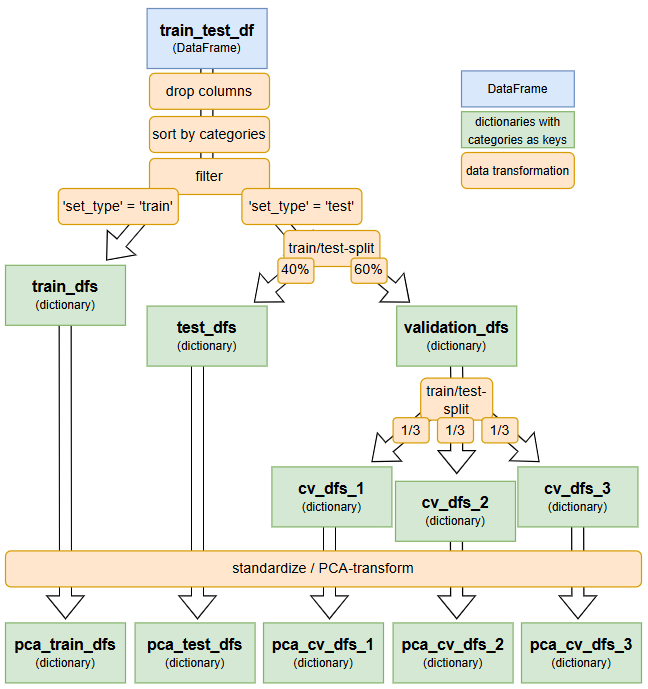 train_test_df
(DataFrame)
drop columns
sort by categories
filter
'set_type' = 'train'
'set_type' = 'test'
DataFrame
dictionaries with
categories as keys
data transformation
train/test-split
40%
60%
train_dfs
(dictionary)
test_dfs
(dictionary)
validation_dfs
(dictionary)
train/test-
split
1/3
1/3
1/3
cv_dfs_1
(dictionary)
cv_dfs_2
(dictionary)
cv_dfs_3
(dictionary)
standardize / PCA-transform
pca_train_dfs
(dictionary)
pca_test_dfs
(dictionary)
pca_cv_dfs_1
(dictionary)
pca_cv_dfs_2
(dictionary)
pca_cv_dfs_3
(dictionary)